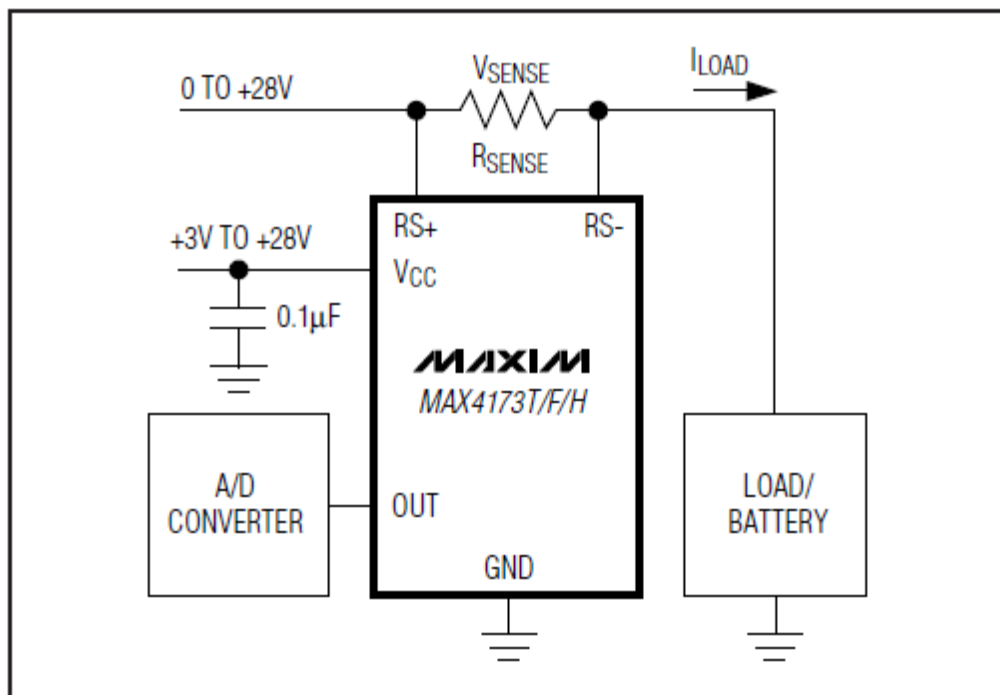 VSENSE
ILOAD
0 TO +28V
RSENSE
RS+
RS-
+3V TO +28V
VCC
0.1µF
MAXIM
MAX4173T/F/H
A/D
CONVERTER
OUT
LOAD/
BATTERY
GND